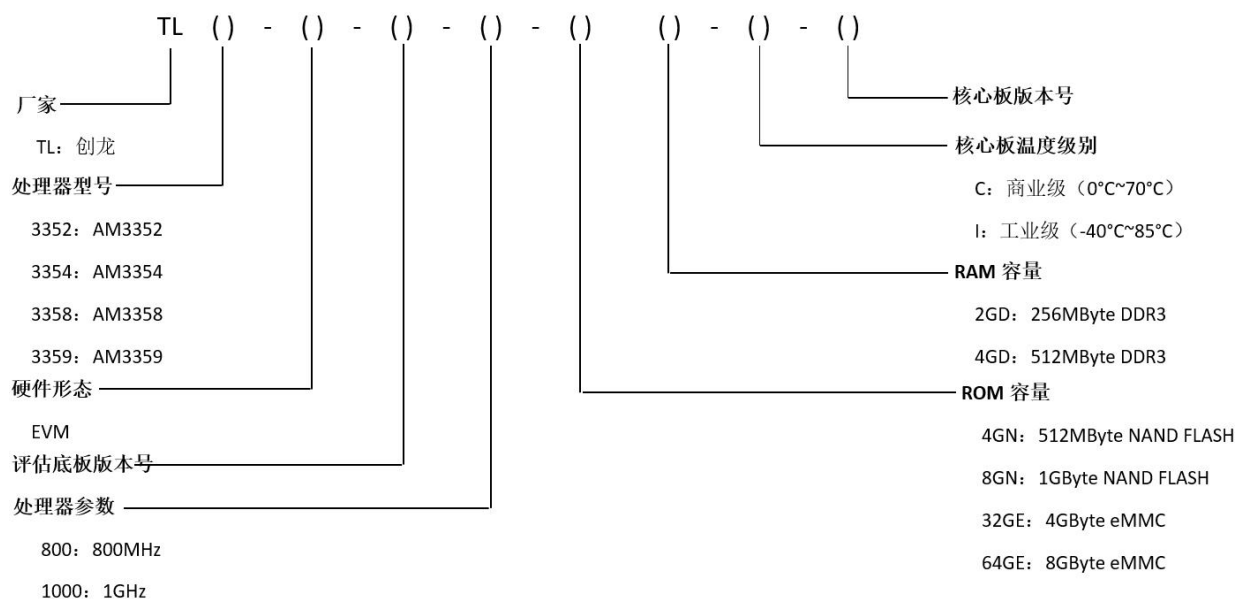 TL ( ) - ( ) - ( ) - ( ) - ( ) ( ) - ( ) - ( )
厂家
TL：创龙
处理器型号
3352：AM3352
3354：AM3354
3358：AM3358
3359：AM3359
硬件形态
EVM
评估底板版本号
处理器参数
800：800MHz
1000：1GHz
核心板版本号
核心板温度级别
C：商业级（0°C~70°C）
I：工业级（-40°C~85°C）
RAM 容量
2GD：256MByte DDR3
4GD：512MByte DDR3
ROM 容量
4GN：512MByte NAND FLASH
8GN：1GByte NAND FLASH
32GE：4GByte eMMC
64GE：8GByte eMMC